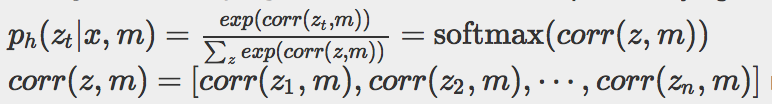 p_h(z_t|x, m) = exp(corr(z_t,m)) / ∑_z exp(corr(z,m)) = softmax(corr(z, m))
corr(z, m) = [corr(z_1, m), corr(z_2, m), ⋯, corr(z_n, m)]